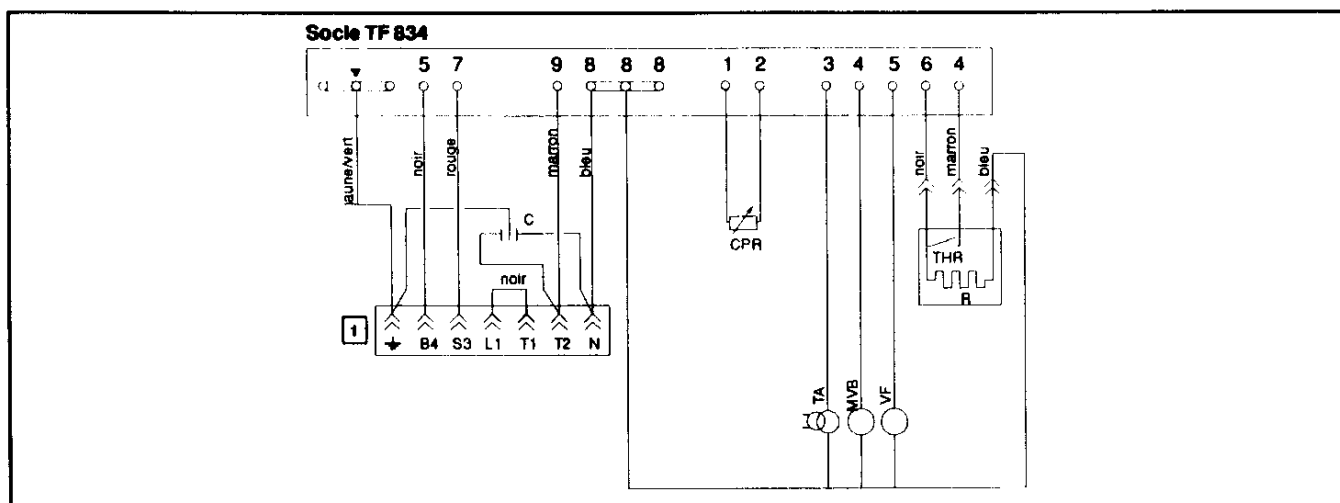 Socle TF 834
5 7 9 8 8 8 1 2 3 4 5 6 4
jaune/vert
noir
rouge
marron
bleu
noir
marron
bleu
C
CPR
THR
R
noir
1
B4 S3 L1 T1 T2 N
TA
MVB
VF